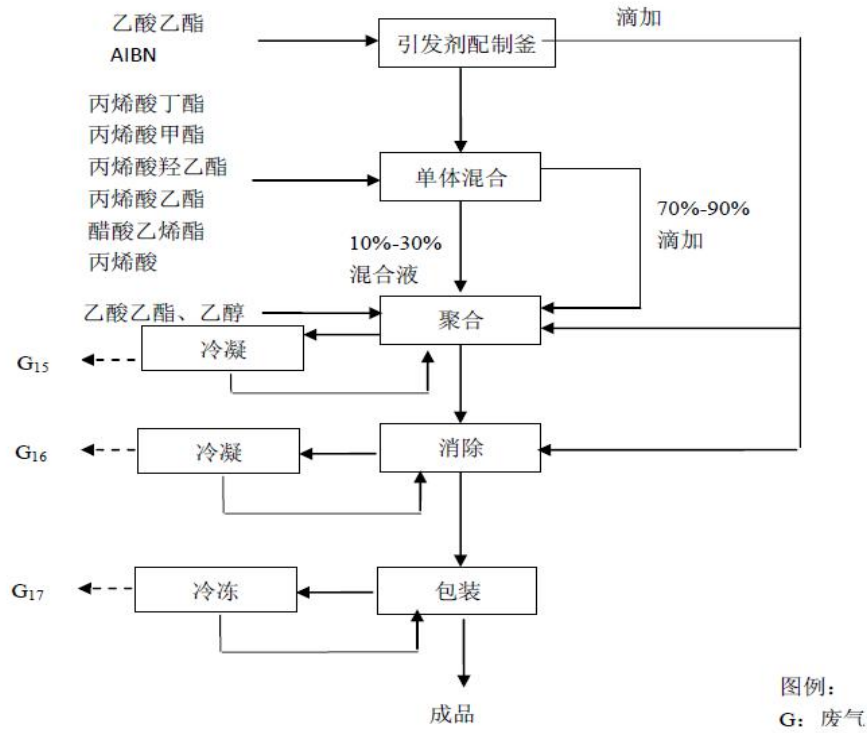 乙酸乙酯
AIBN
引发剂配制釜
滴加
丙烯酸丁酯
丙烯酸甲酯
丙烯酸羟乙酯
丙烯酸乙酯
醋酸乙烯酯
丙烯酸
单体混合
70%-90%
滴加
10%-30%
混合液
乙酸乙酯、乙醇
聚合
冷凝
G15
消除
冷凝
G16
包装
冷冻
G17
成品
图例：
G：废气